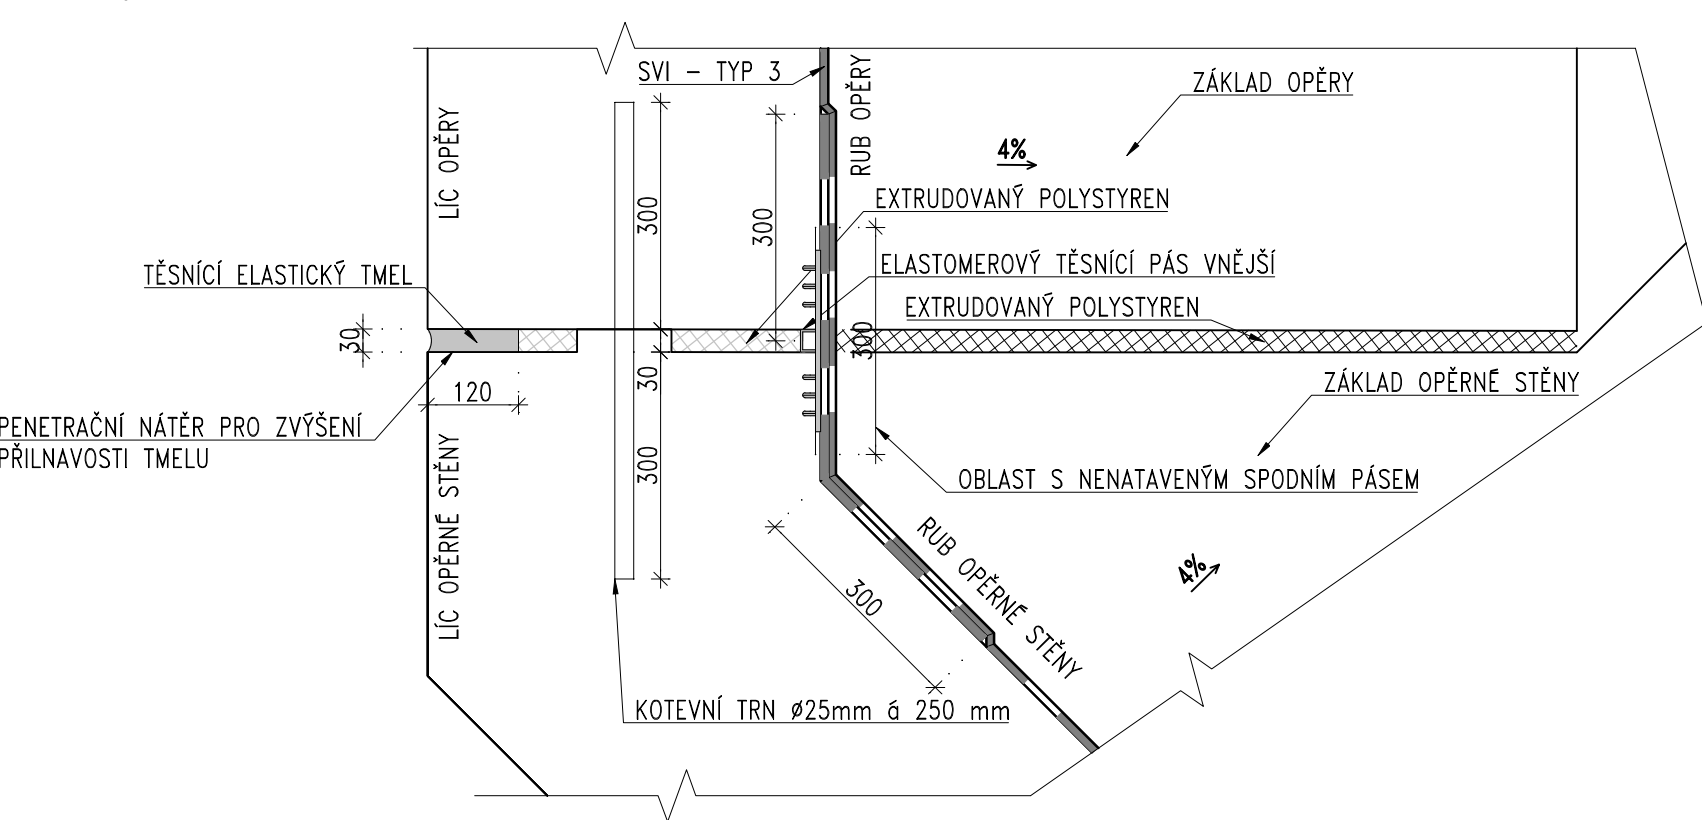 SVI - TYP 3
ZÁKLAD OPĚRY
LÍC OPĚRY
RUB OPĚRY
4%
300
300
EXTRUDOVANÝ POLYSTYREN
TĚSNÍCÍ ELASTICKÝ TMEL
ELASTOMEROVÝ TĚSNÍCÍ PÁS VNĚJŠÍ
EXTRUDOVANÝ POLYSTYREN
30
300
30
120
ZÁKLAD OPĚRNÉ STĚNY
PENETRAČNÍ NÁTĚR PRO ZVÝŠENÍ
PŘILNAVOSTI TMELU
LÍC OPĚRNÉ STĚNY
300
OBLAST S NENATAVENÝM SPODNÍM PÁSEM
RUB OPĚRNÉ STĚNY
4%
300
KOTEVNÍ TRN Ø25mm á 250 mm